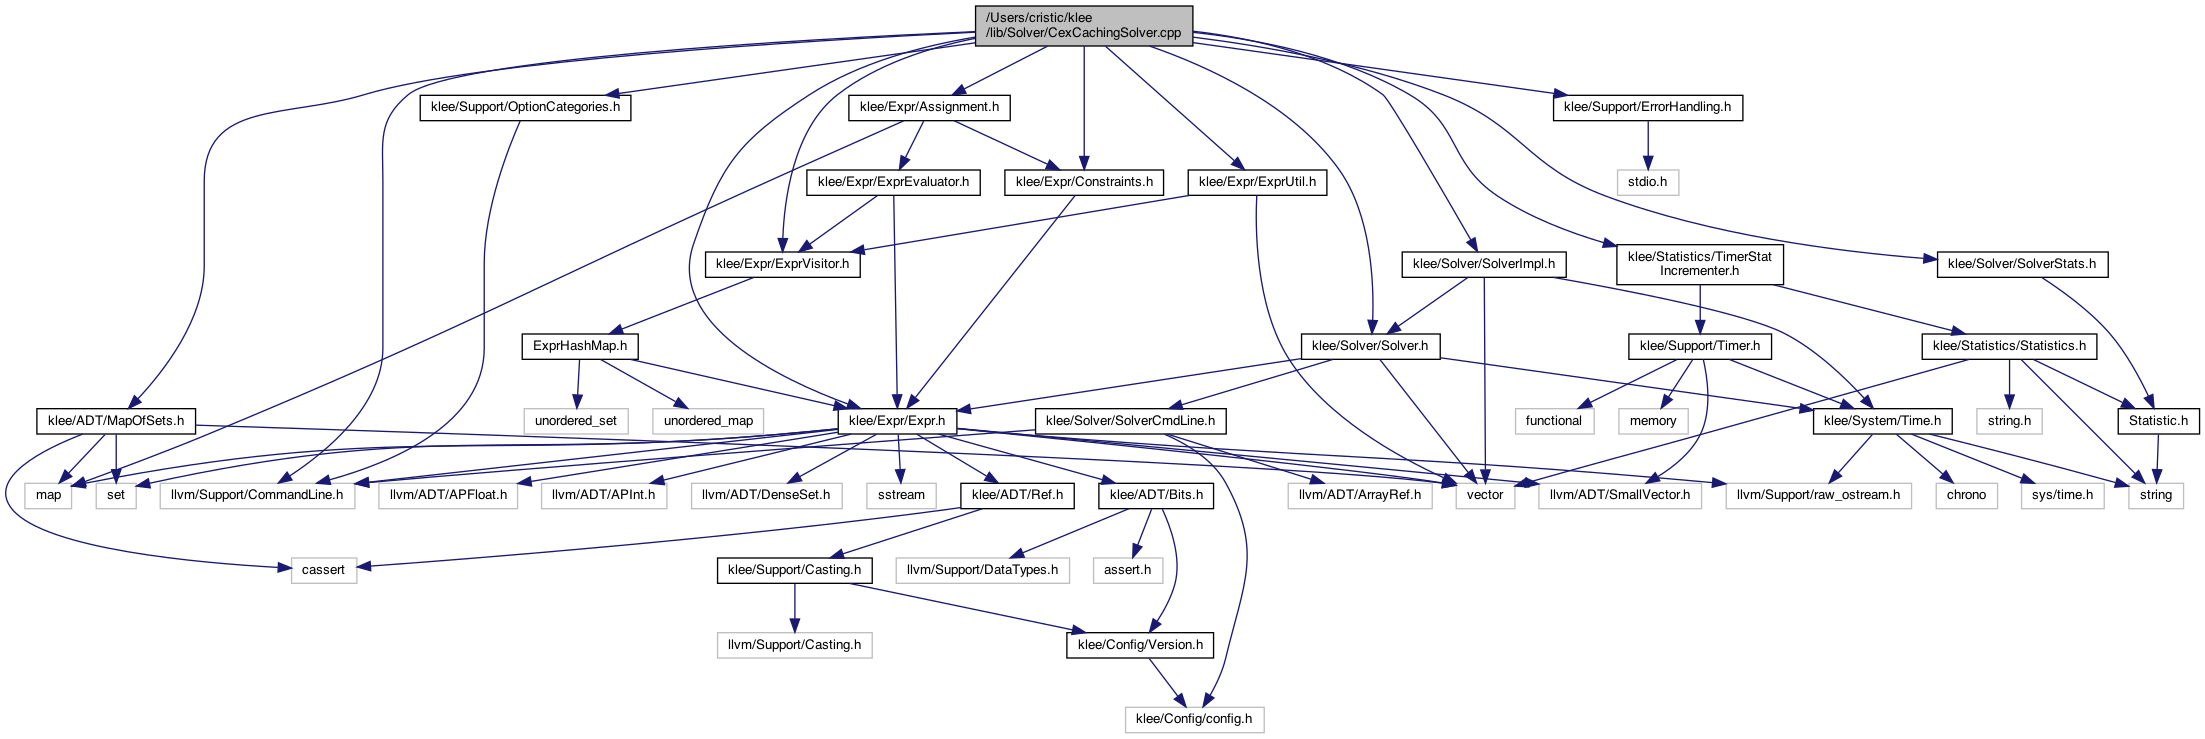 /Users/cristic/klee
/lib/Solver/CexCachingSolver.cpp
klee/Support/OptionCategories.h
klee/Expr/Assignment.h
klee/Support/ErrorHandling.h
klee/Expr/ExprEvaluator.h
klee/Expr/Constraints.h
klee/Expr/ExprUtil.h
stdio.h
klee/Expr/ExprVisitor.h
klee/Solver/SolverImpl.h
klee/Statistics/TimerStat
Incrementer.h
klee/Solver/SolverStats.h
ExprHashMap.h
klee/Solver/Solver.h
klee/Support/Timer.h
klee/Statistics/Statistics.h
klee/ADT/MapOfSets.h
unordered_set
unordered_map
klee/Expr/Expr.h
klee/Solver/SolverCmdLine.h
functional
memory
klee/System/Time.h
string.h
Statistic.h
map
set
llvm/Support/CommandLine.h
llvm/ADT/APFloat.h
llvm/ADT/APInt.h
llvm/ADT/DenseSet.h
sstream
klee/ADT/Ref.h
klee/ADT/Bits.h
llvm/ADT/ArrayRef.h
vector
llvm/ADT/SmallVector.h
llvm/Support/raw_ostream.h
chrono
sys/time.h
string
cassert
klee/Support/Casting.h
llvm/Support/DataTypes.h
assert.h
llvm/Support/Casting.h
klee/Config/Version.h
klee/Config/config.h